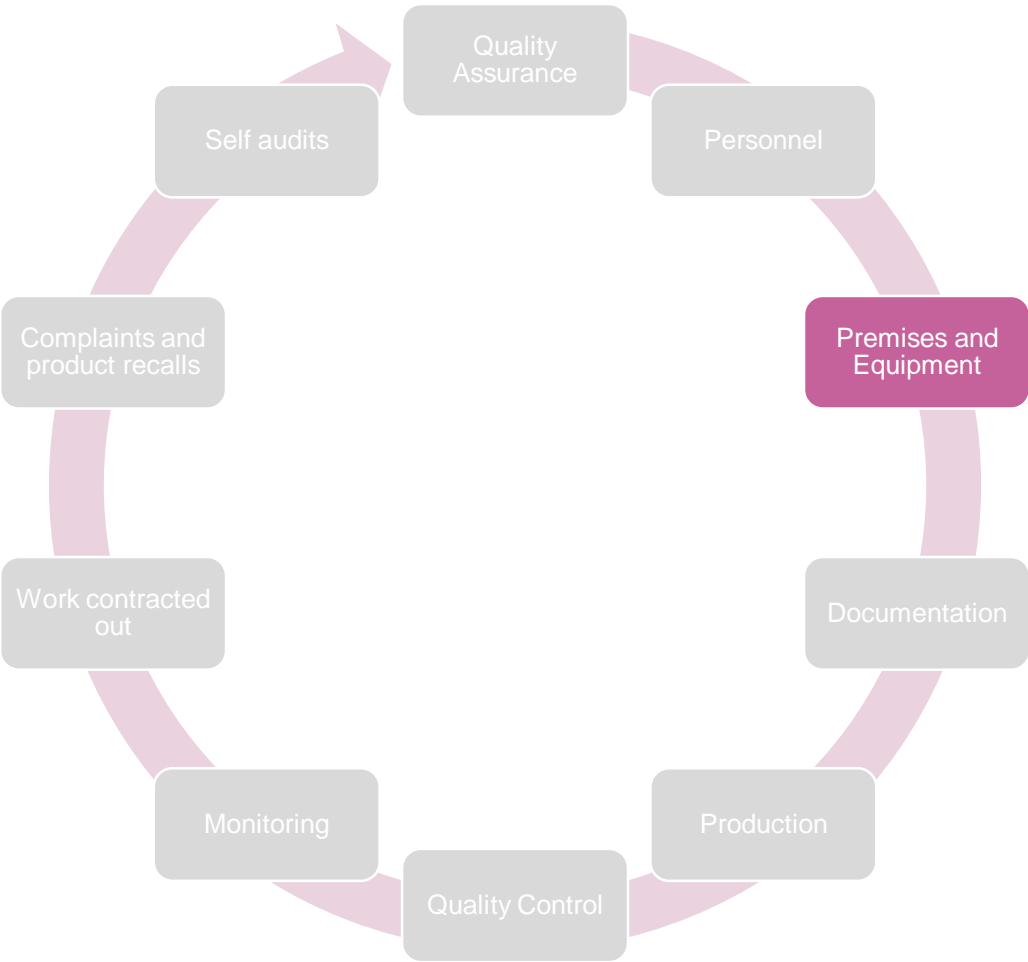 Quality
Assurance
Personnel
Premises and
Equipment
Documentation
Production
Quality Control
Monitoring
Work contracted
out
Complaints and
product recalls
Self audits